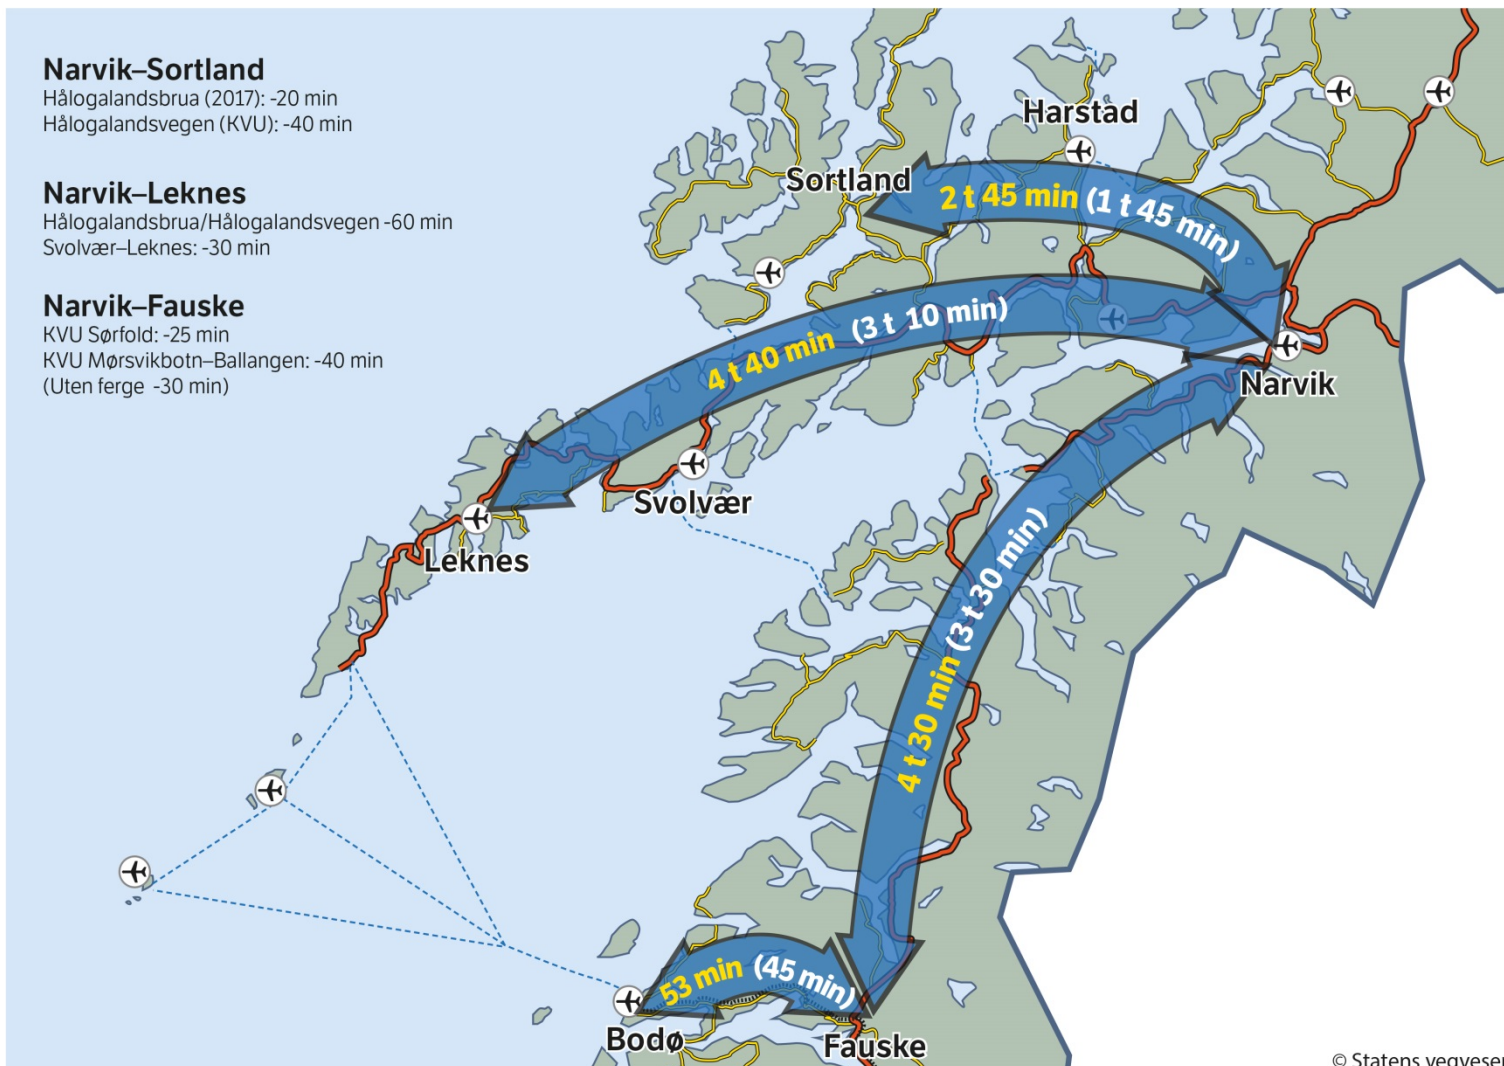 Narvik–Sortland
Hålogalandsbrua (2017): -20 min
Hålogalandsvegen (KVU): -40 min
Narvik–Leknes
Hålogalandsbrua/Hålogalandsvegen -60 min
Svolvær–Leknes: -30 min
Narvik–Fauske
KVU Sørfold: -25 min
KVU Mørsvikbotn–Ballangen: -40 min
(Uten ferge -30 min)
Harstad
Sortland
2 t 45 min (1 t 45 min)
4 t 40 min (3 t 10 min)
Narvik
Svolvær
Leknes
4 t 30 min (3 t 30 min)
53 min (45 min)
Bodø
Fauske
© Statens vegvesen